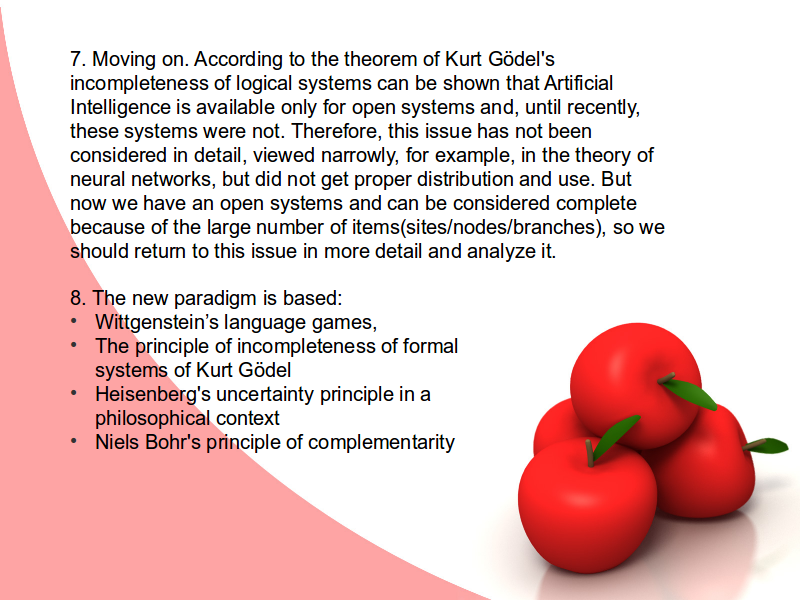 7. Moving on. According to the theorem of Kurt Gödel's
incompleteness of logical systems can be shown that Artificial
Intelligence is available only for open systems and, until recently,
these systems were not. Therefore, this issue has not been
considered in detail, viewed narrowly, for example, in the theory of
neural networks, but did not get proper distribution and use. But
now we have an open systems and can be considered complete
because of the large number of items(sites/nodes/branches), so we
should return to this issue in more detail and analyze it.
8. The new paradigm is based:
• Wittgenstein’s language games,
• The principle of incompleteness of formal
systems of Kurt Gödel
• Heisenberg's uncertainty principle in a
philosophical context
• Niels Bohr's principle of complementarity